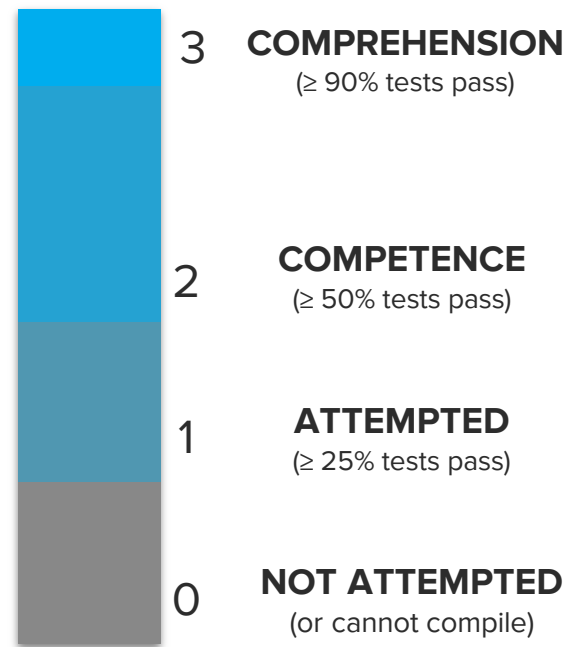 3 COMPREHENSION
(≥ 90% tests pass)
COMPETENCE
2 (≥ 50% tests pass)
1 ATTEMPTED
(≥ 25% tests pass)
NOT ATTEMPTED
0 (or cannot compile)